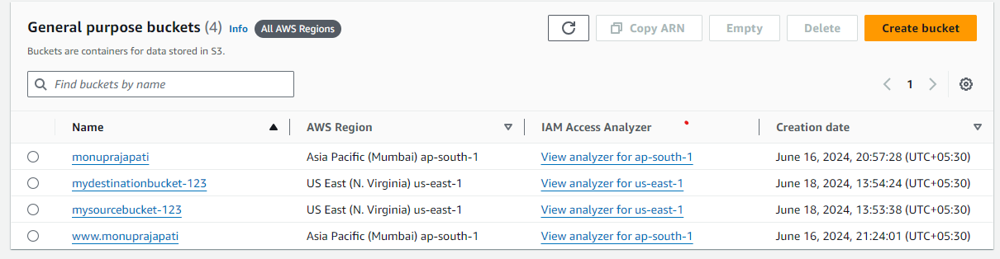 General purpose buckets (4) Info All AWS Regions
Copy ARN Empty Delete Create bucket
Buckets are containers for data stored in S3.
Find buckets by name
1
Name AWS Region IAM Access Analyzer Creation date
monuprajapati Asia Pacific (Mumbai) ap-south-1 View analyzer for ap-south-1 June 16, 2024, 20:57:28 (UTC+05:30)
mydestinationbucket-123 US East (N. Virginia) us-east-1 View analyzer for us-east-1 June 18, 2024, 13:54:24 (UTC+05:30)
mysourcebucket-123 US East (N. Virginia) us-east-1 View analyzer for us-east-1 June 18, 2024, 13:53:38 (UTC+05:30)
www.monuprajapati Asia Pacific (Mumbai) ap-south-1 View analyzer for ap-south-1 June 16, 2024, 21:24:01 (UTC+05:30)